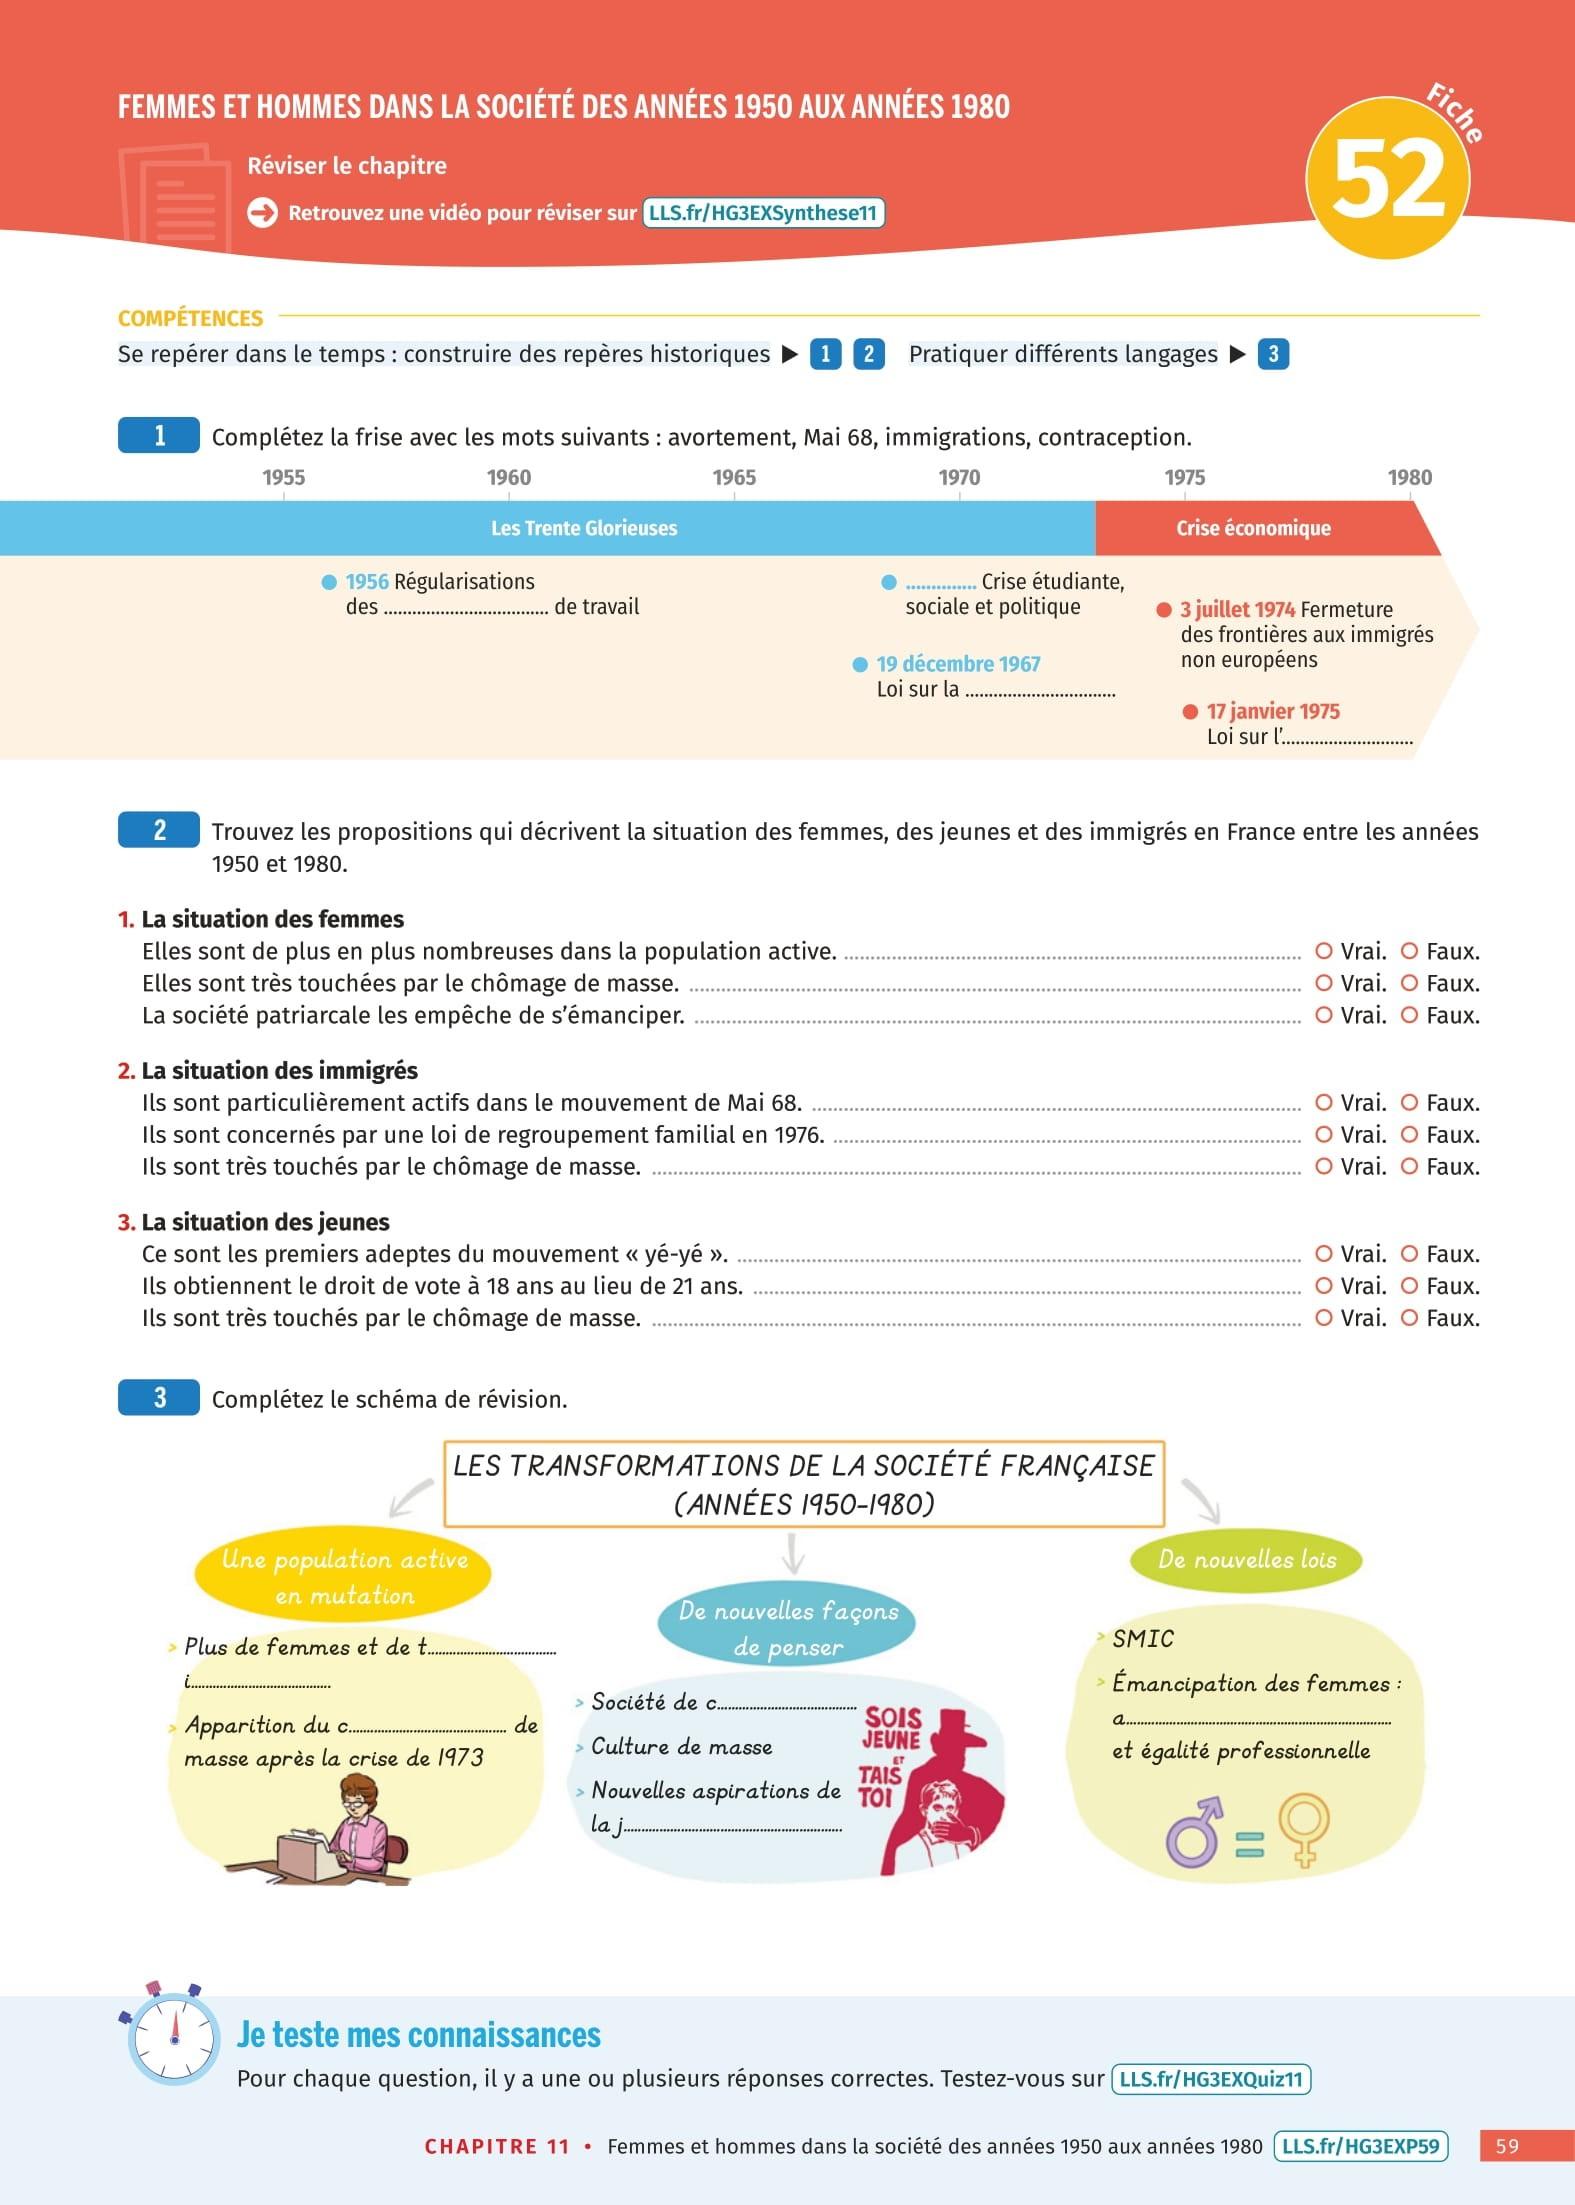 FEMMES ET HOMMES DANS LA SOCIÉTÉ DES ANNÉES 1950 AUX ANNÉES 1980
Fiche
52
Réviser le chapitre
Retrouvez une vidéo pour réviser sur LLS.fr/HG3EXSynthese11
COMPÉTENCES
Se repérer dans le temps : construire des repères historiques ▶ 1 2 Pratiquer différents langages ▶ 3
1 Complétez la frise avec les mots suivants : avortement, Mai 68, immigrations, contraception.
1955 1960 1965 1970 1975 1980
Les Trente Glorieuses Crise économique
1956 Régularisations
des ................................... de travail
............... Crise étudiante,
sociale et politique
19 décembre 1967
Loi sur la ................................
3 juillet 1974 Fermeture
des frontières aux immigrés
non européens
17 janvier 1975
Loi sur l’............................
2 Trouvez les propositions qui décrivent la situation des femmes, des jeunes et des immigrés en France entre les années
1950 et 1980.
1. La situation des femmes
Elles sont de plus en plus nombreuses dans la population active. ........................ O Vrai. O Faux.
Elles sont très touchées par le chômage de masse. ........................ O Vrai. O Faux.
La société patriarcale les empêche de s’émanciper. ........................ O Vrai. O Faux.
2. La situation des immigrés
Ils sont particulièrement actifs dans le mouvement de Mai 68. ........................ O Vrai. O Faux.
Ils sont concernés par une loi de regroupement familial en 1976. ........................ O Vrai. O Faux.
Ils sont très touchés par le chômage de masse. ........................ O Vrai. O Faux.
3. La situation des jeunes
Ce sont les premiers adeptes du mouvement « yé-yé ». ........................ O Vrai. O Faux.
Ils obtiennent le droit de vote à 18 ans au lieu de 21 ans. ........................ O Vrai. O Faux.
Ils sont très touchés par le chômage de masse. ........................ O Vrai. O Faux.
3 Complétez le schéma de révision.
LES TRANSFORMATIONS DE LA SOCIÉTÉ FRANÇAISE
(ANNÉES 1950-1980)
Une population active
en mutation
> Plus de femmes et de t................................
i...................................
> Apparition du c....................................... de
masse après la crise de 1973
De nouvelles façons
de penser
> Société de c...................................
> Culture de masse
> Nouvelles aspirations de
la j......................................................
SOIS
JEUNE
ET
TAIS
TOI
De nouvelles lois
> SMIC
> Émancipation des femmes :
a..................................................................
et égalité professionnelle
=
Je teste mes connaissances
Pour chaque question, il y a une ou plusieurs réponses correctes. Testez-vous sur LLS.fr/HG3EXQuiz11
CHAPITRE 11 • Femmes et hommes dans la société des années 1950 aux années 1980 LLS.fr/HG3EXP59 59